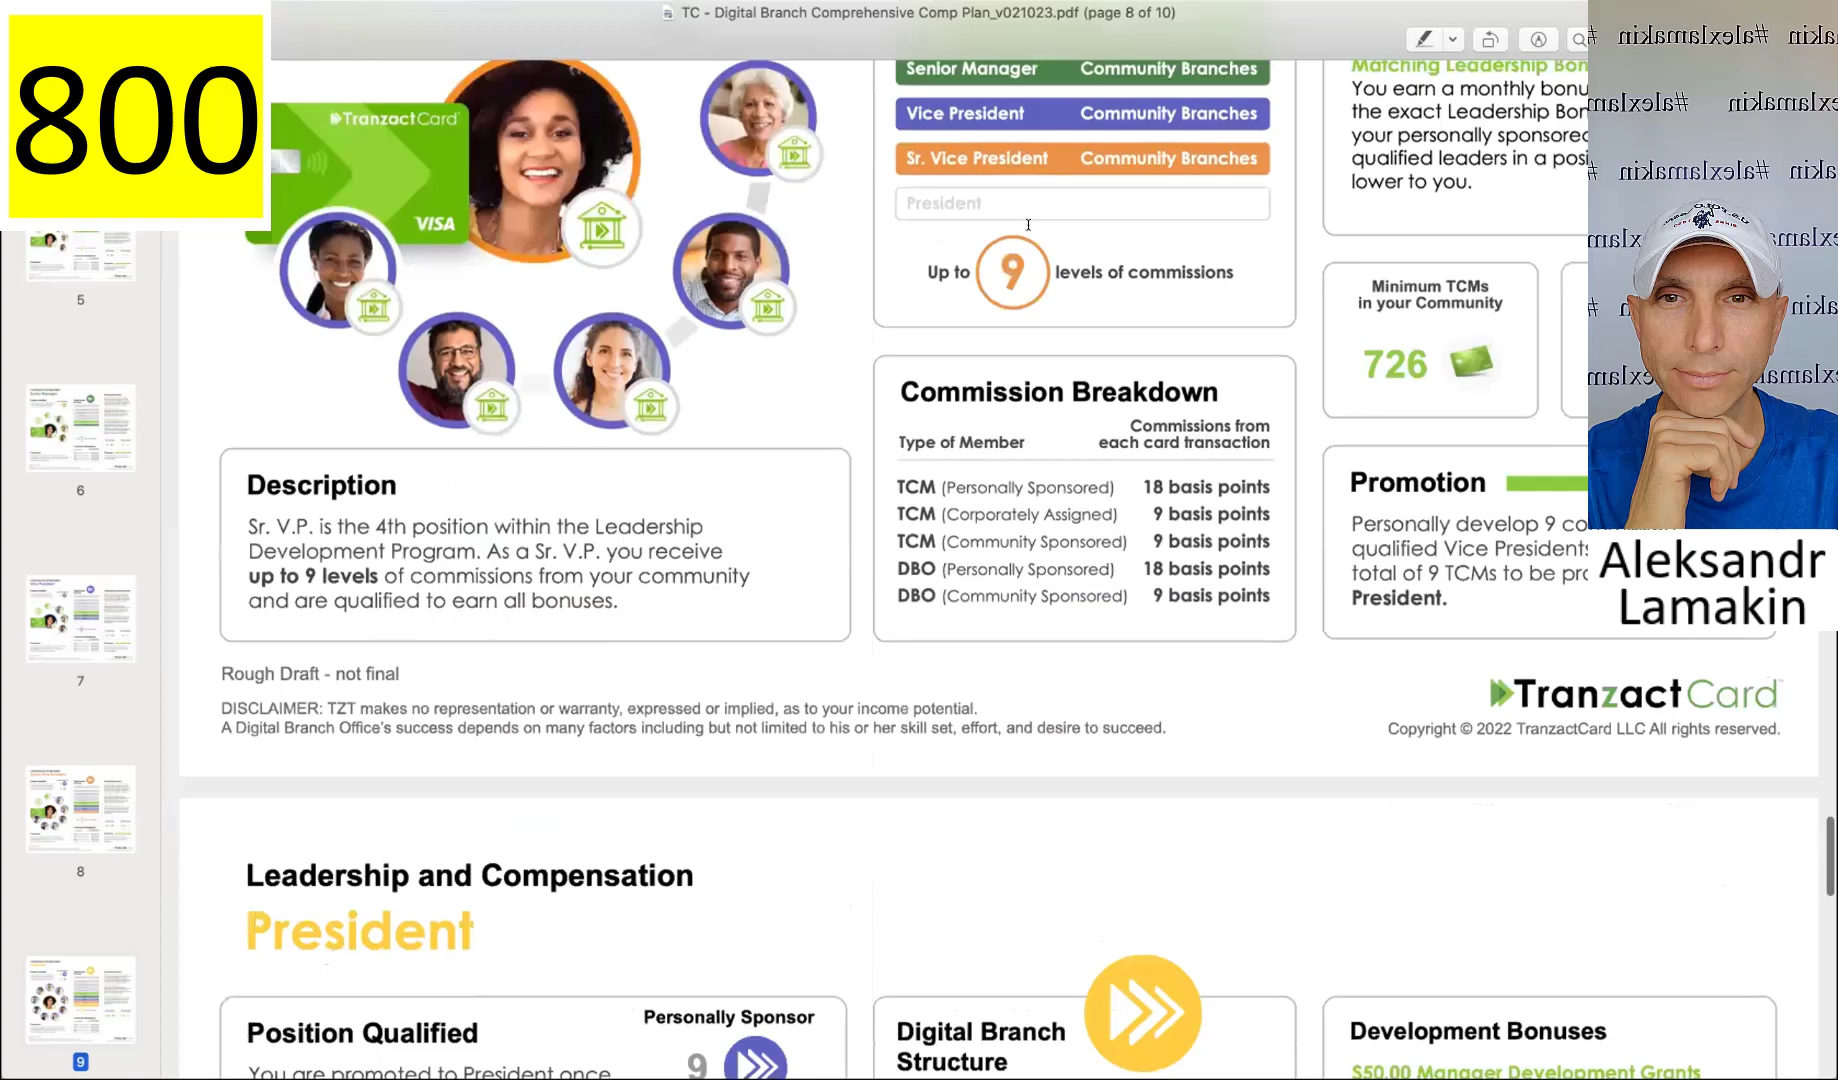 TC - Digital Branch Comprehensive Comp Plan_v021023.pdf (page 8 of 10)
800
TranzactCard
VISA
5
6
7
8
9
Senior Manager Community Branches
Vice President Community Branches
Sr. Vice President Community Branches
President
Up to 9 levels of commissions
Matching Leadership Bon
You earn a monthly bonu
the exact Leadership Bon
your personally sponsored
qualified leaders in a posi
lower to you.
Minimum TCMs
in your Community
726
Commission Breakdown
Type of Member
Commissions from
each card transaction
TCM (Personally Sponsored) 18 basis points
TCM (Corporately Assigned) 9 basis points
TCM (Community Sponsored) 9 basis points
DBO (Personally Sponsored) 18 basis points
DBO (Community Sponsored) 9 basis points
Description
Sr. V.P. is the 4th position within the Leadership
Development Program. As a Sr. V.P. you receive
up to 9 levels of commissions from your community
and are qualified to earn all bonuses.
Promotion
Personally develop 9 co
qualified Vice Presidents
total of 9 TCMs to be pro
President.
#alexlamakin
Aleksandr
Lamakin
Rough Draft - not final
DISCLAIMER: TZT makes no representation or warranty, expressed or implied, as to your income potential.
A Digital Branch Office's success depends on many factors including but not limited to his or her skill set, effort, and desire to succeed.
TranzactCard
Copyright © 2022 TranzactCard LLC All rights reserved.
Leadership and Compensation
President
Position Qualified
Personally Sponsor
9
You are promoted to President once
Digital Branch
Structure
Development Bonuses
$50.00 Manager Development Grants